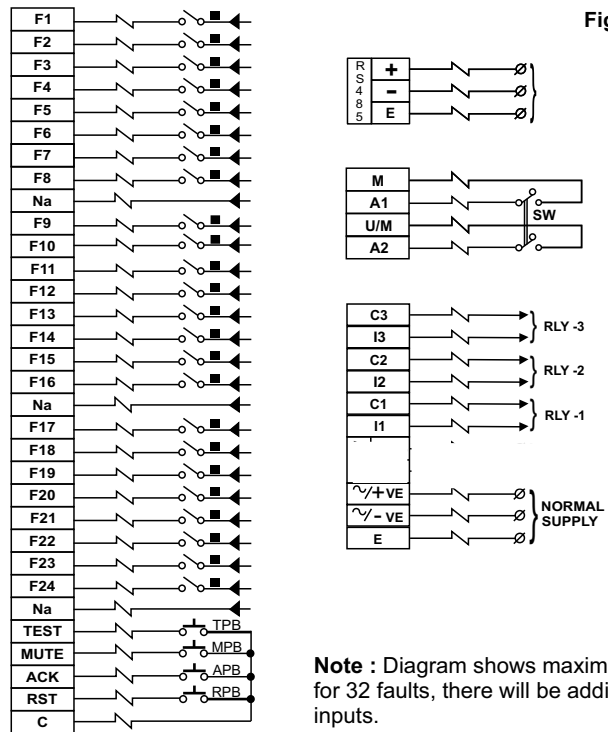 F1
F2
F3
F4
F5
F6
F7
F8
Na
F9
F10
F11
F12
F13
F14
F15
F16
Na
F17
F18
F19
F20
F21
F22
F23
F24
Na
TEST TPB
MUTE MPB
ACK APB
RST RPB
C
Fig
RS485
+
-
E
M
A1
SW
U/M
A2
C3
I3
RLY -3
C2
I2
RLY -2
C1
I1
RLY -1
~/+ VE
~/- VE
E
NORMAL
SUPPLY
Note : Diagram shows maxim
for 32 faults, there will be addi
inputs.